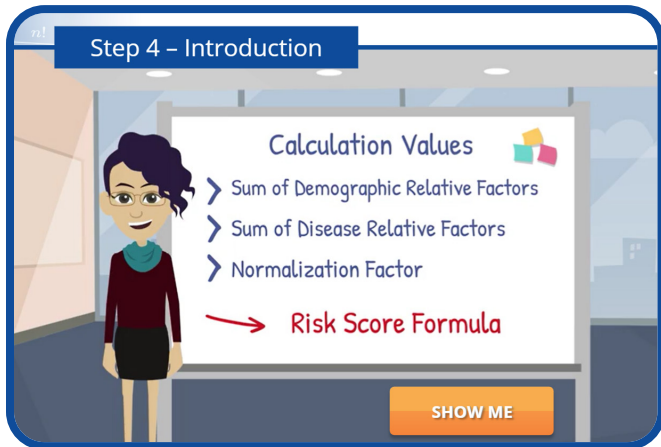 Step 4 – Introduction
Calculation Values
Sum of Demographic Relative Factors
Sum of Disease Relative Factors
Normalization Factor
Risk Score Formula
SHOW ME